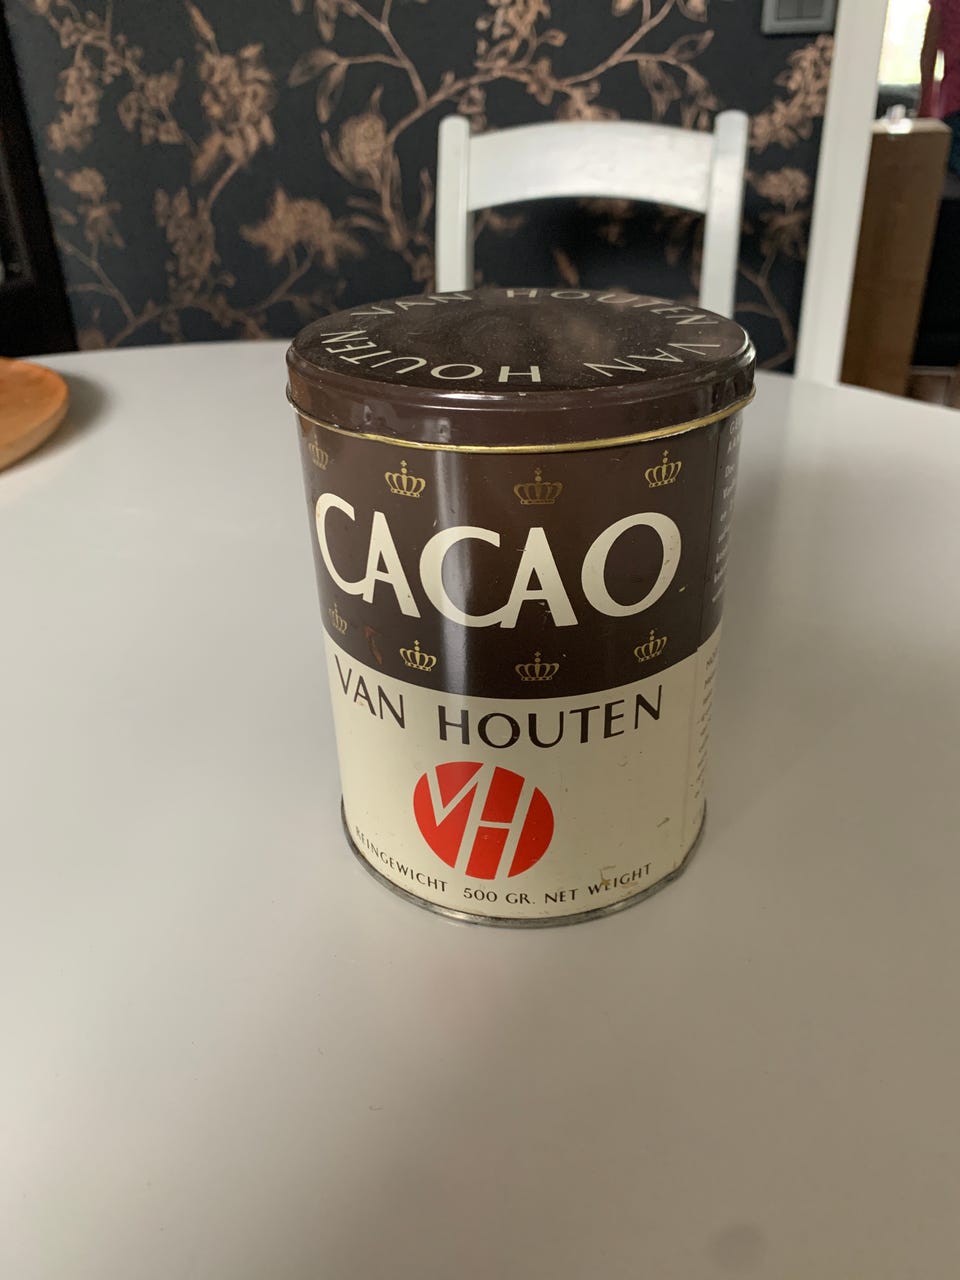 VAN HOUTEN · VAN HOUTEN
CACAO
VAN HOUTEN
VH
REINGEWICHT 500 GR. NET WEIGHT